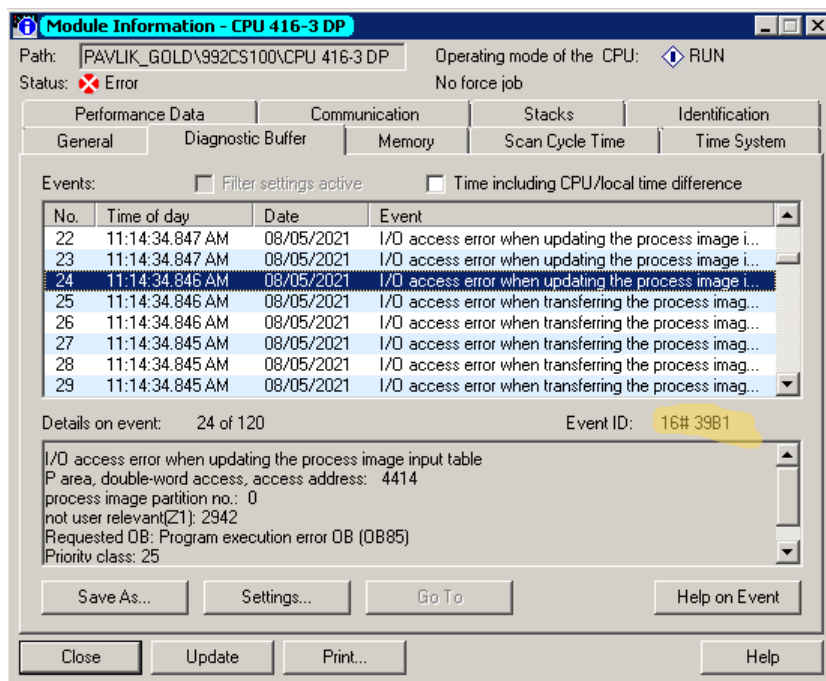 Module Information - CPU 416-3 DP
Path: PAVLIK_GOLD\992CS100\CPU 416-3 DP Operating mode of the CPU: RUN
Status: Error No force job
Performance Data Communication Stacks Identification
General Diagnostic Buffer Memory Scan Cycle Time Time System
Events: Filter settings active Time including CPU/local time difference
No. Time of day Date Event
22 11:14:34.847 AM 08/05/2021 I/O access error when updating the process image i...
23 11:14:34.847 AM 08/05/2021 I/O access error when updating the process image i...
24 11:14:34.846 AM 08/05/2021 I/O access error when updating the process image i...
25 11:14:34.846 AM 08/05/2021 I/O access error when transferring the process imag...
26 11:14:34.846 AM 08/05/2021 I/O access error when transferring the process imag...
27 11:14:34.845 AM 08/05/2021 I/O access error when transferring the process imag...
28 11:14:34.845 AM 08/05/2021 I/O access error when transferring the process imag...
29 11:14:34.845 AM 08/05/2021 I/O access error when transferring the process imag...
Details on event: 24 of 120 Event ID: 16# 39B1
I/O access error when updating the process image input table
P area, double-word access, access address: 4414
process image partition no.: 0
not user relevant(Z1): 2942
Requested OB: Program execution error OB (OB85)
Priority class: 25
Save As... Settings... Go To Help on Event
Close Update Print... Help